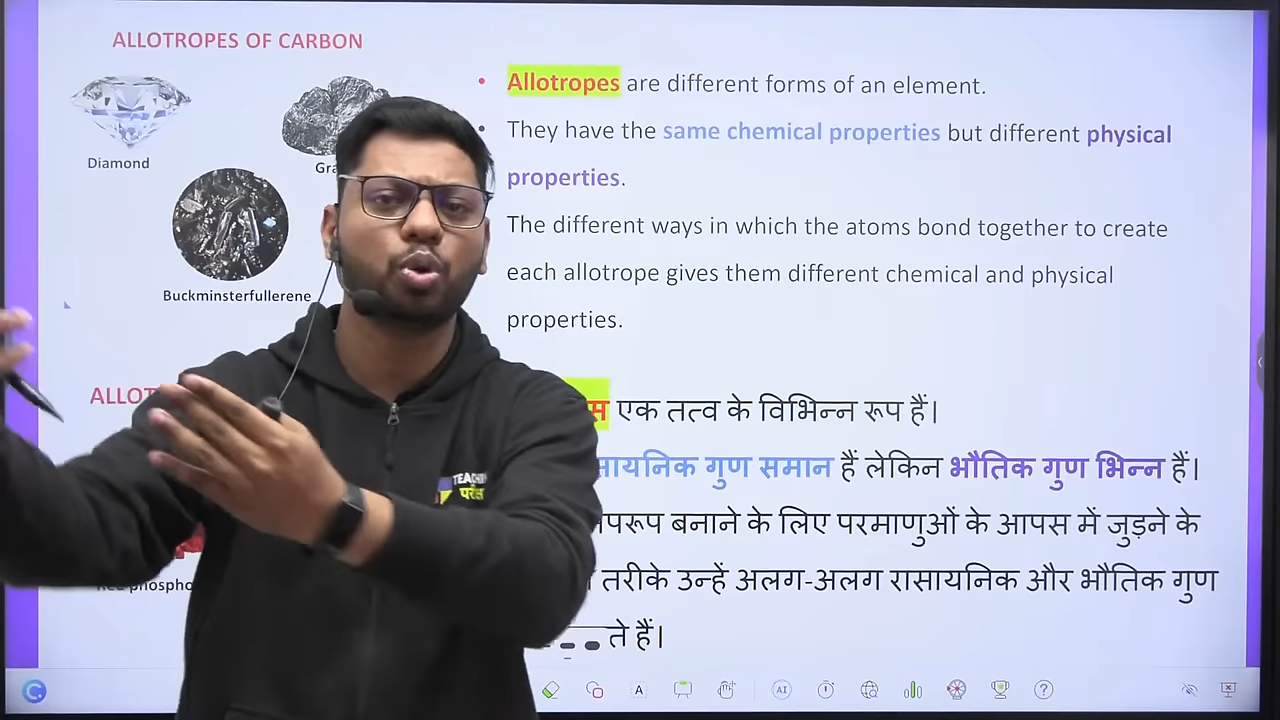 ALLOTROPES OF CARBON
Diamond
Buckminsterfullerene
• Allotropes are different forms of an element.
They have the same chemical properties but different physical
properties.
The different ways in which the atoms bond together to create
each allotrope gives them different chemical and physical
properties.
एक तत्व के विभिन्न रूप हैं।
गुण समान हैं लेकिन भौतिक गुण भिन्न हैं।
बनाने के लिए परमाणुओं के आपस में जुड़ने के
तरीके उन्हें अलग-अलग रासायनिक और भौतिक गुण
हैं।
A
AI
?